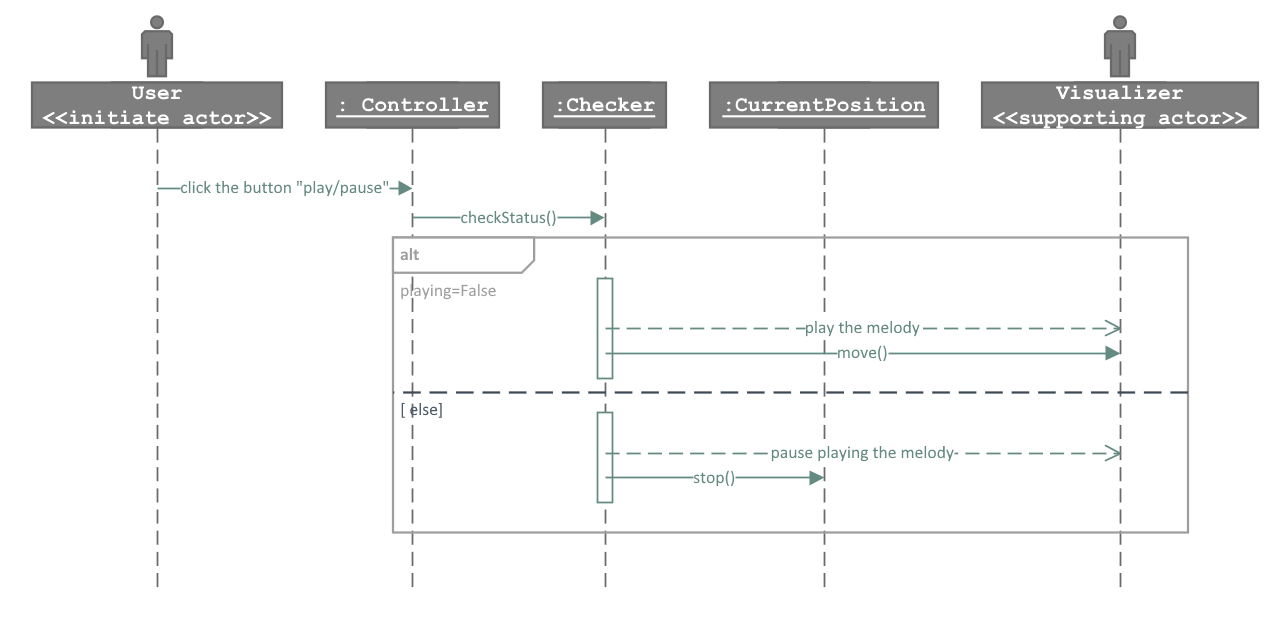 User
<<initiate actor>>
: Controller
:Checker
:CurrentPosition
Visualizer
<<supporting actor>>
click the button "play/pause"
checkStatus()
alt
playing=False
play the melody
move()
[ else]
pause playing the melody
stop()